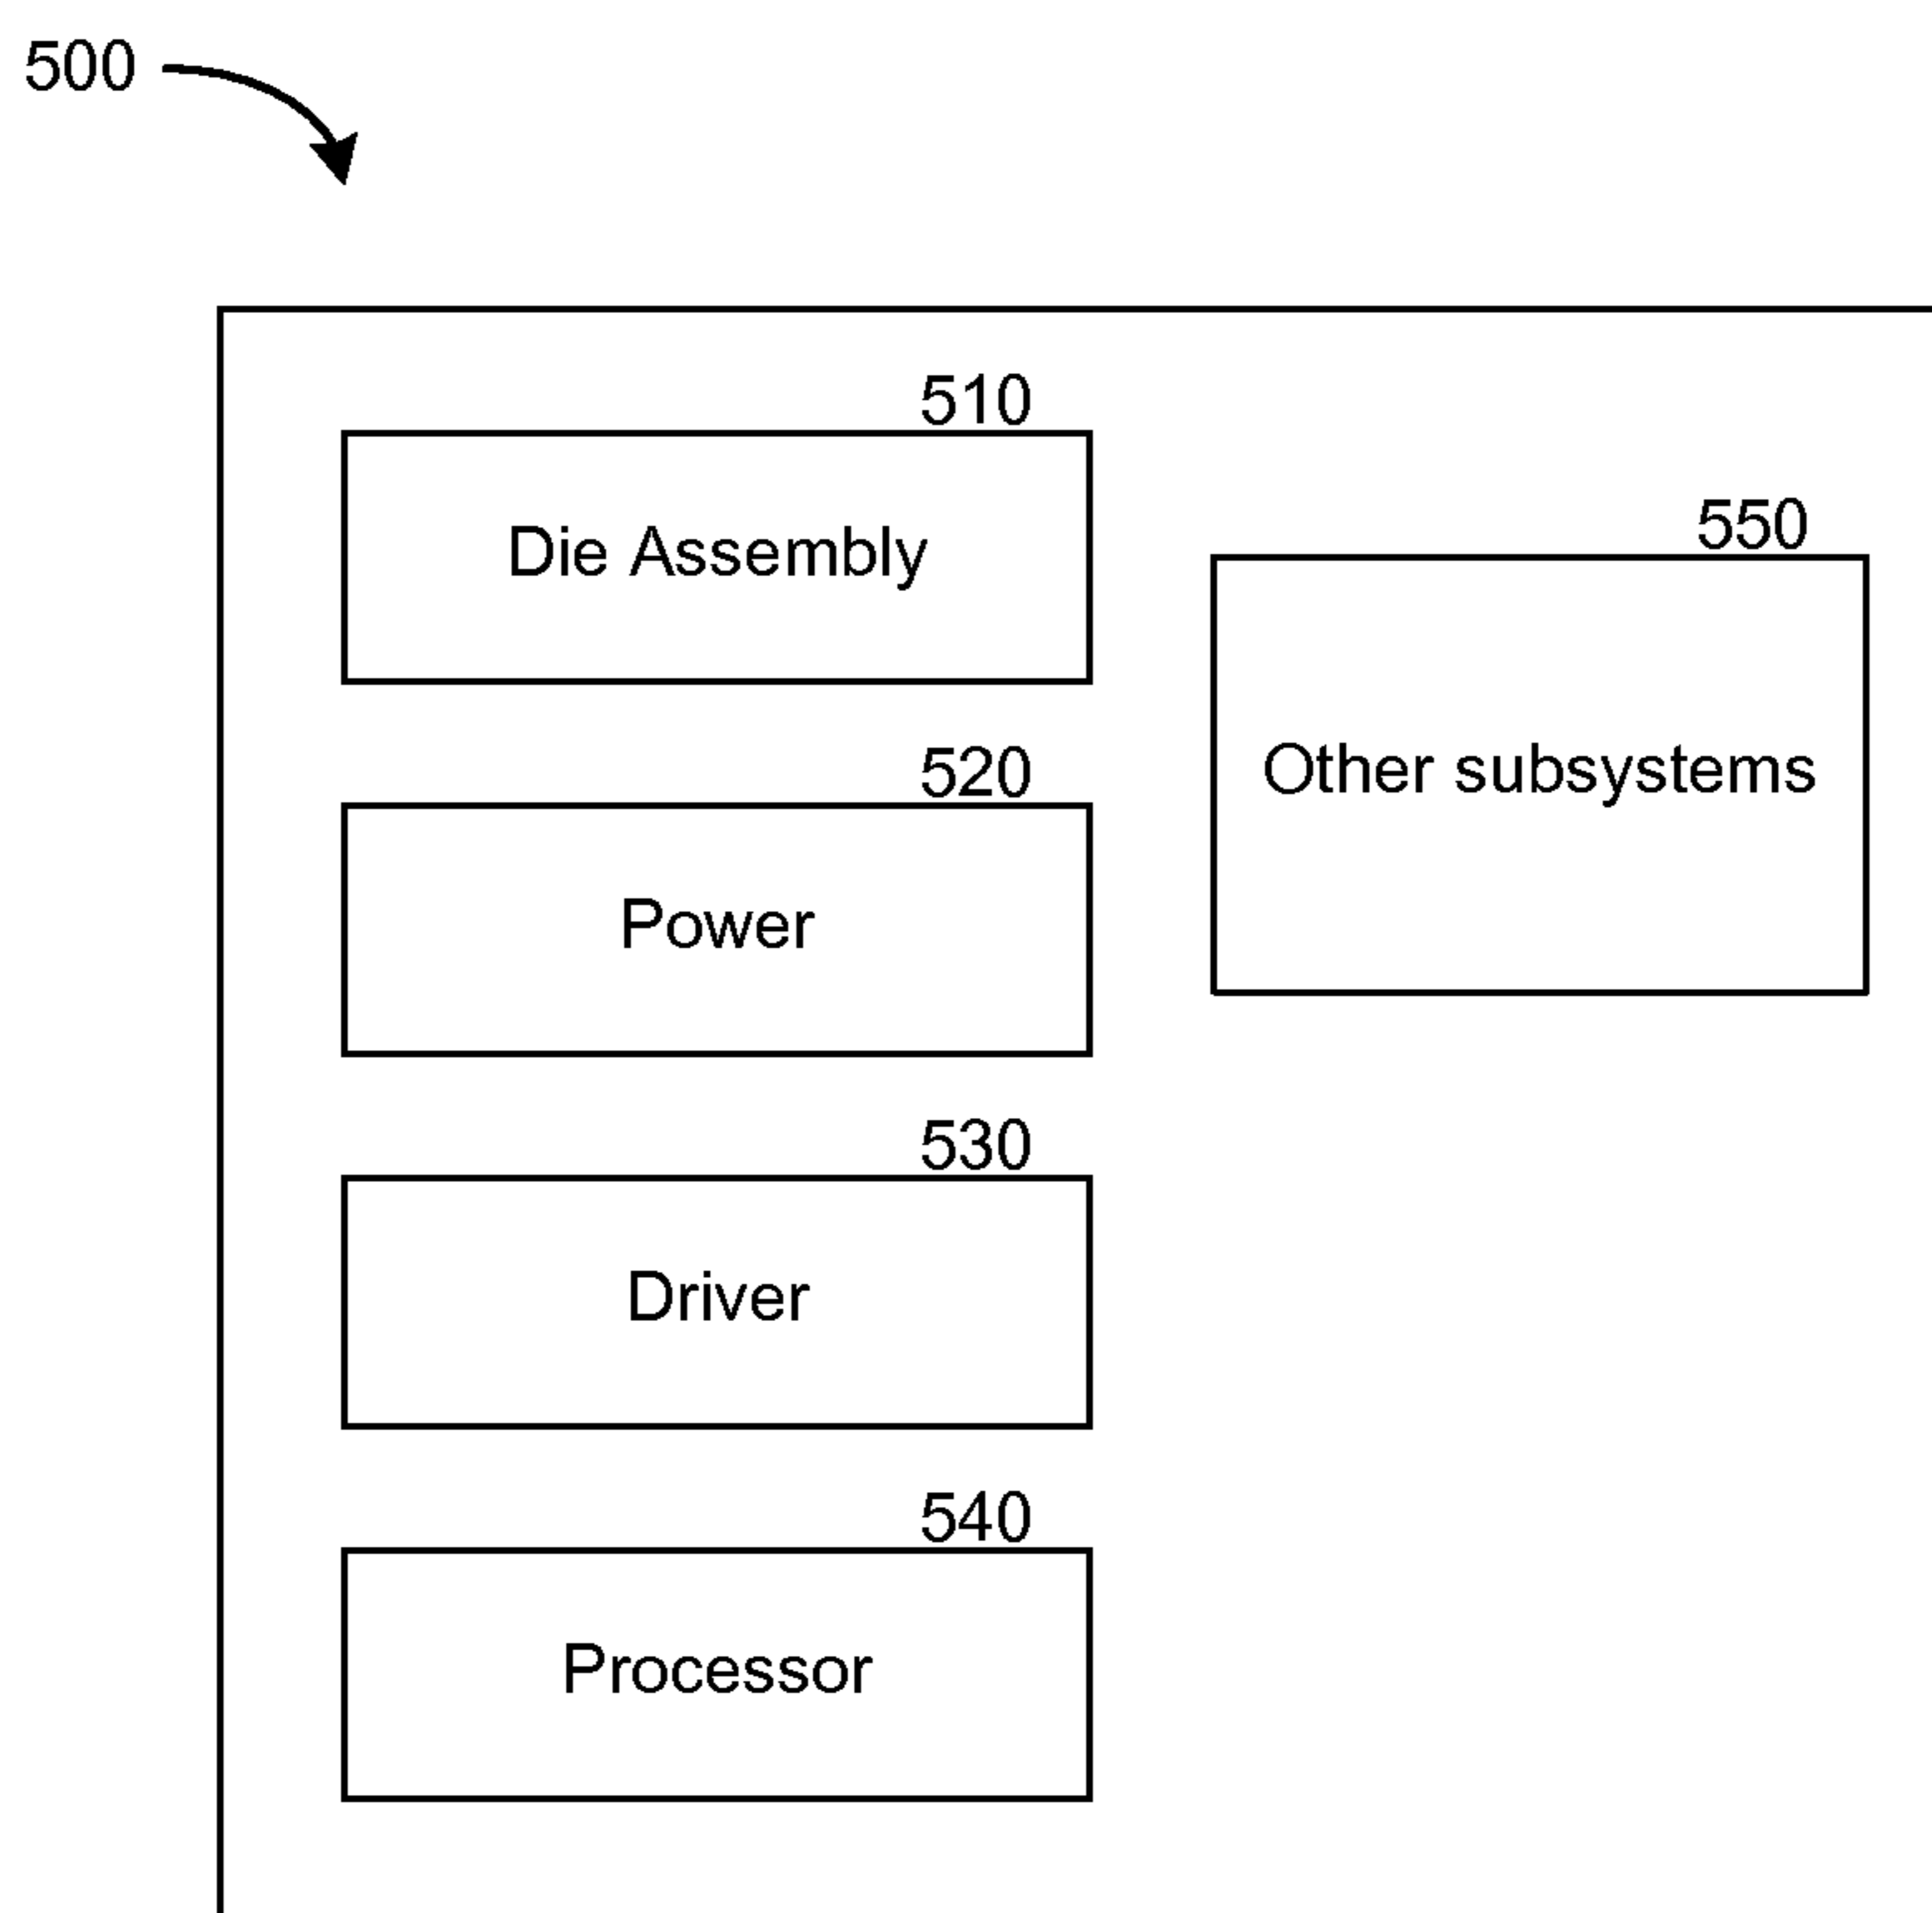 500
510
Die Assembly
550
Other subsystems
520
Power
530
Driver
540
Processor